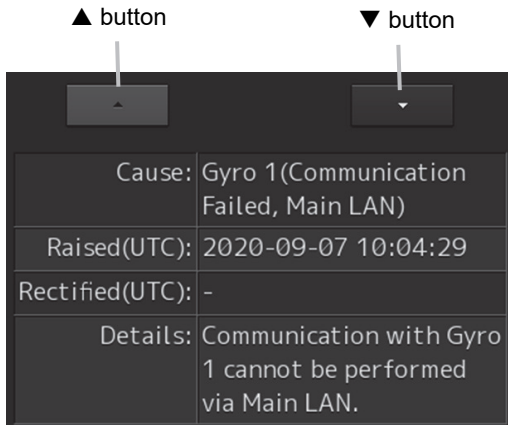 ▲ button
▼ button
Cause: Gyro 1(Communication
Failed, Main LAN)
Raised(UTC): 2020-09-07 10:04:29
Rectified(UTC): -
Details: Communication with Gyro
1 cannot be performed
via Main LAN.